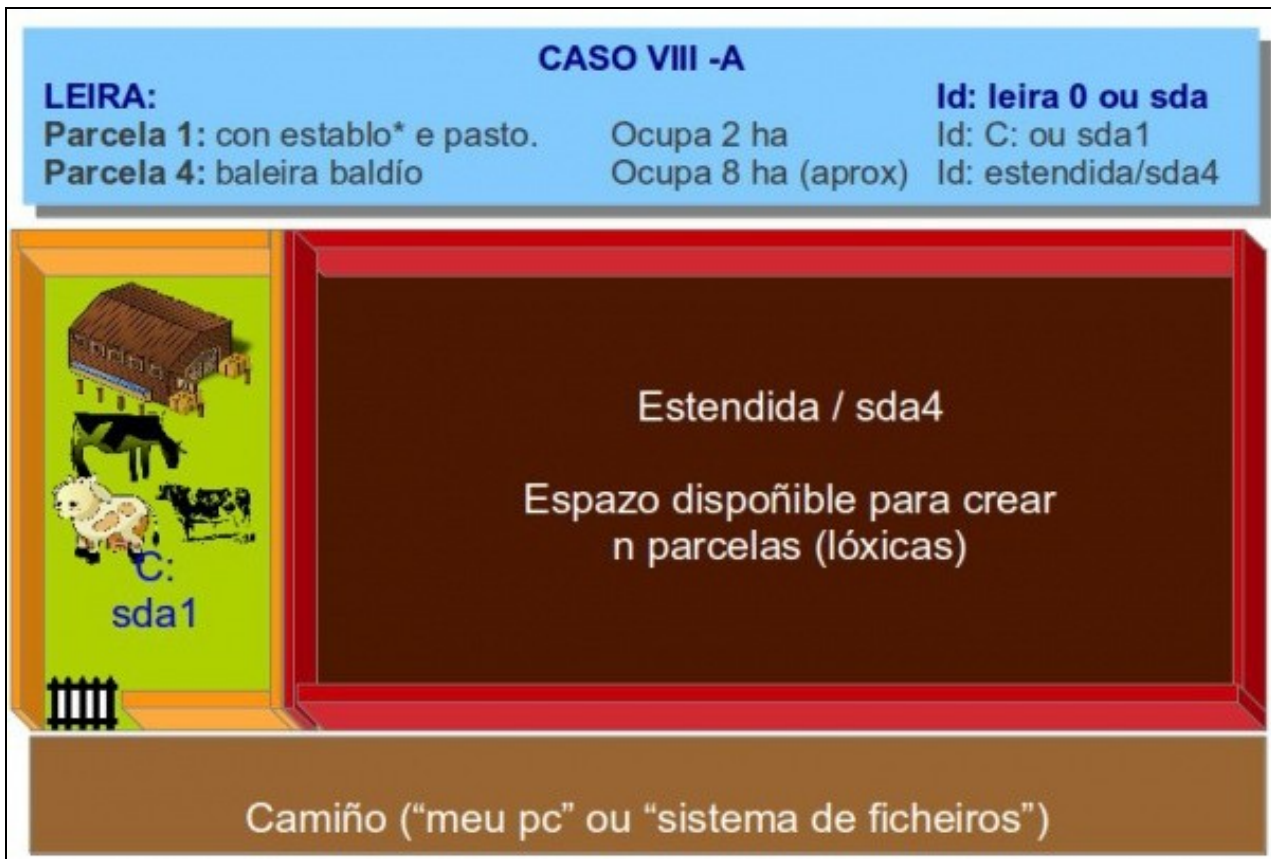 CASO VIII -A
LEIRA: Id: leira 0 ou sda
Parcela 1: con establo* e pasto. Ocupa 2 ha Id: C: ou sda1
Parcela 4: baleira baldío Ocupa 8 ha (aprox) Id: estendida/sda4
C:
sda1
Estendida / sda4
Espazo dispoñible para crear
n parcelas (lóxicas)
Camiño (“meu pc” ou “sistema de ficheiros”)